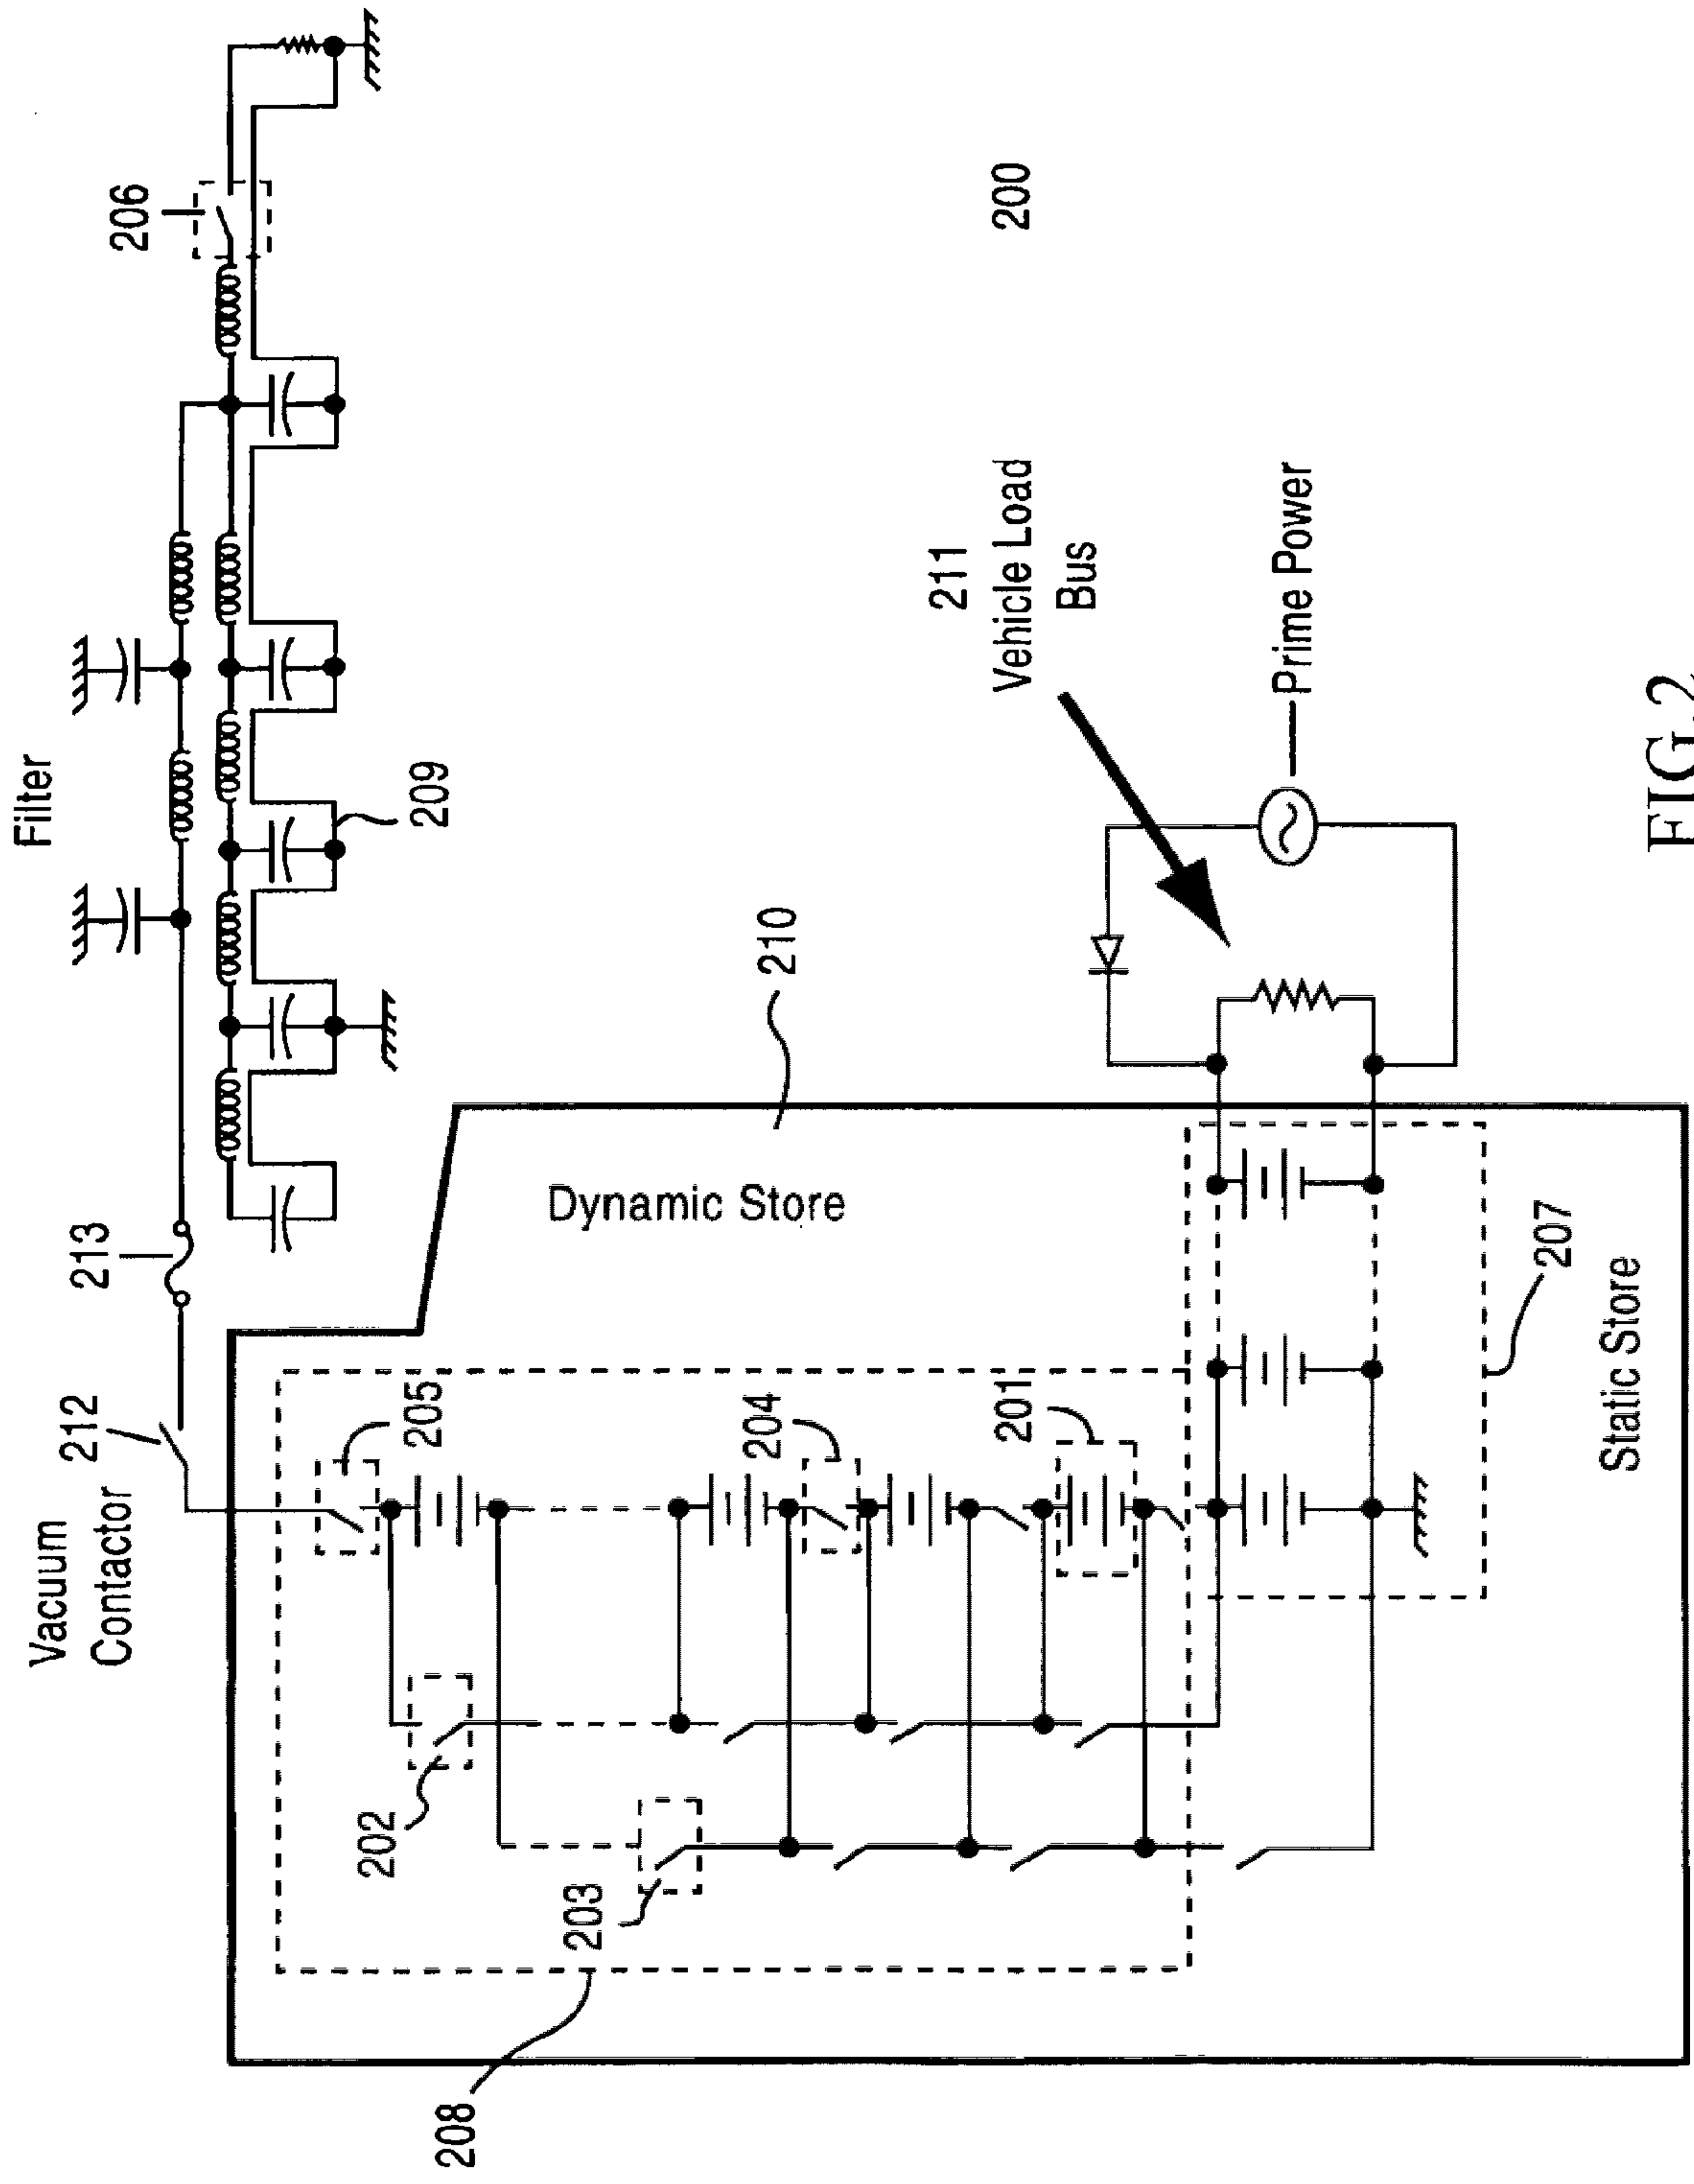 Filter
206
Vacuum
Contactor
212
213
209
205
210
200
202
204
Dynamic Store
211
Vehicle Load
Bus
203
201
Prime Power
208
207
Static Store
FIG.2